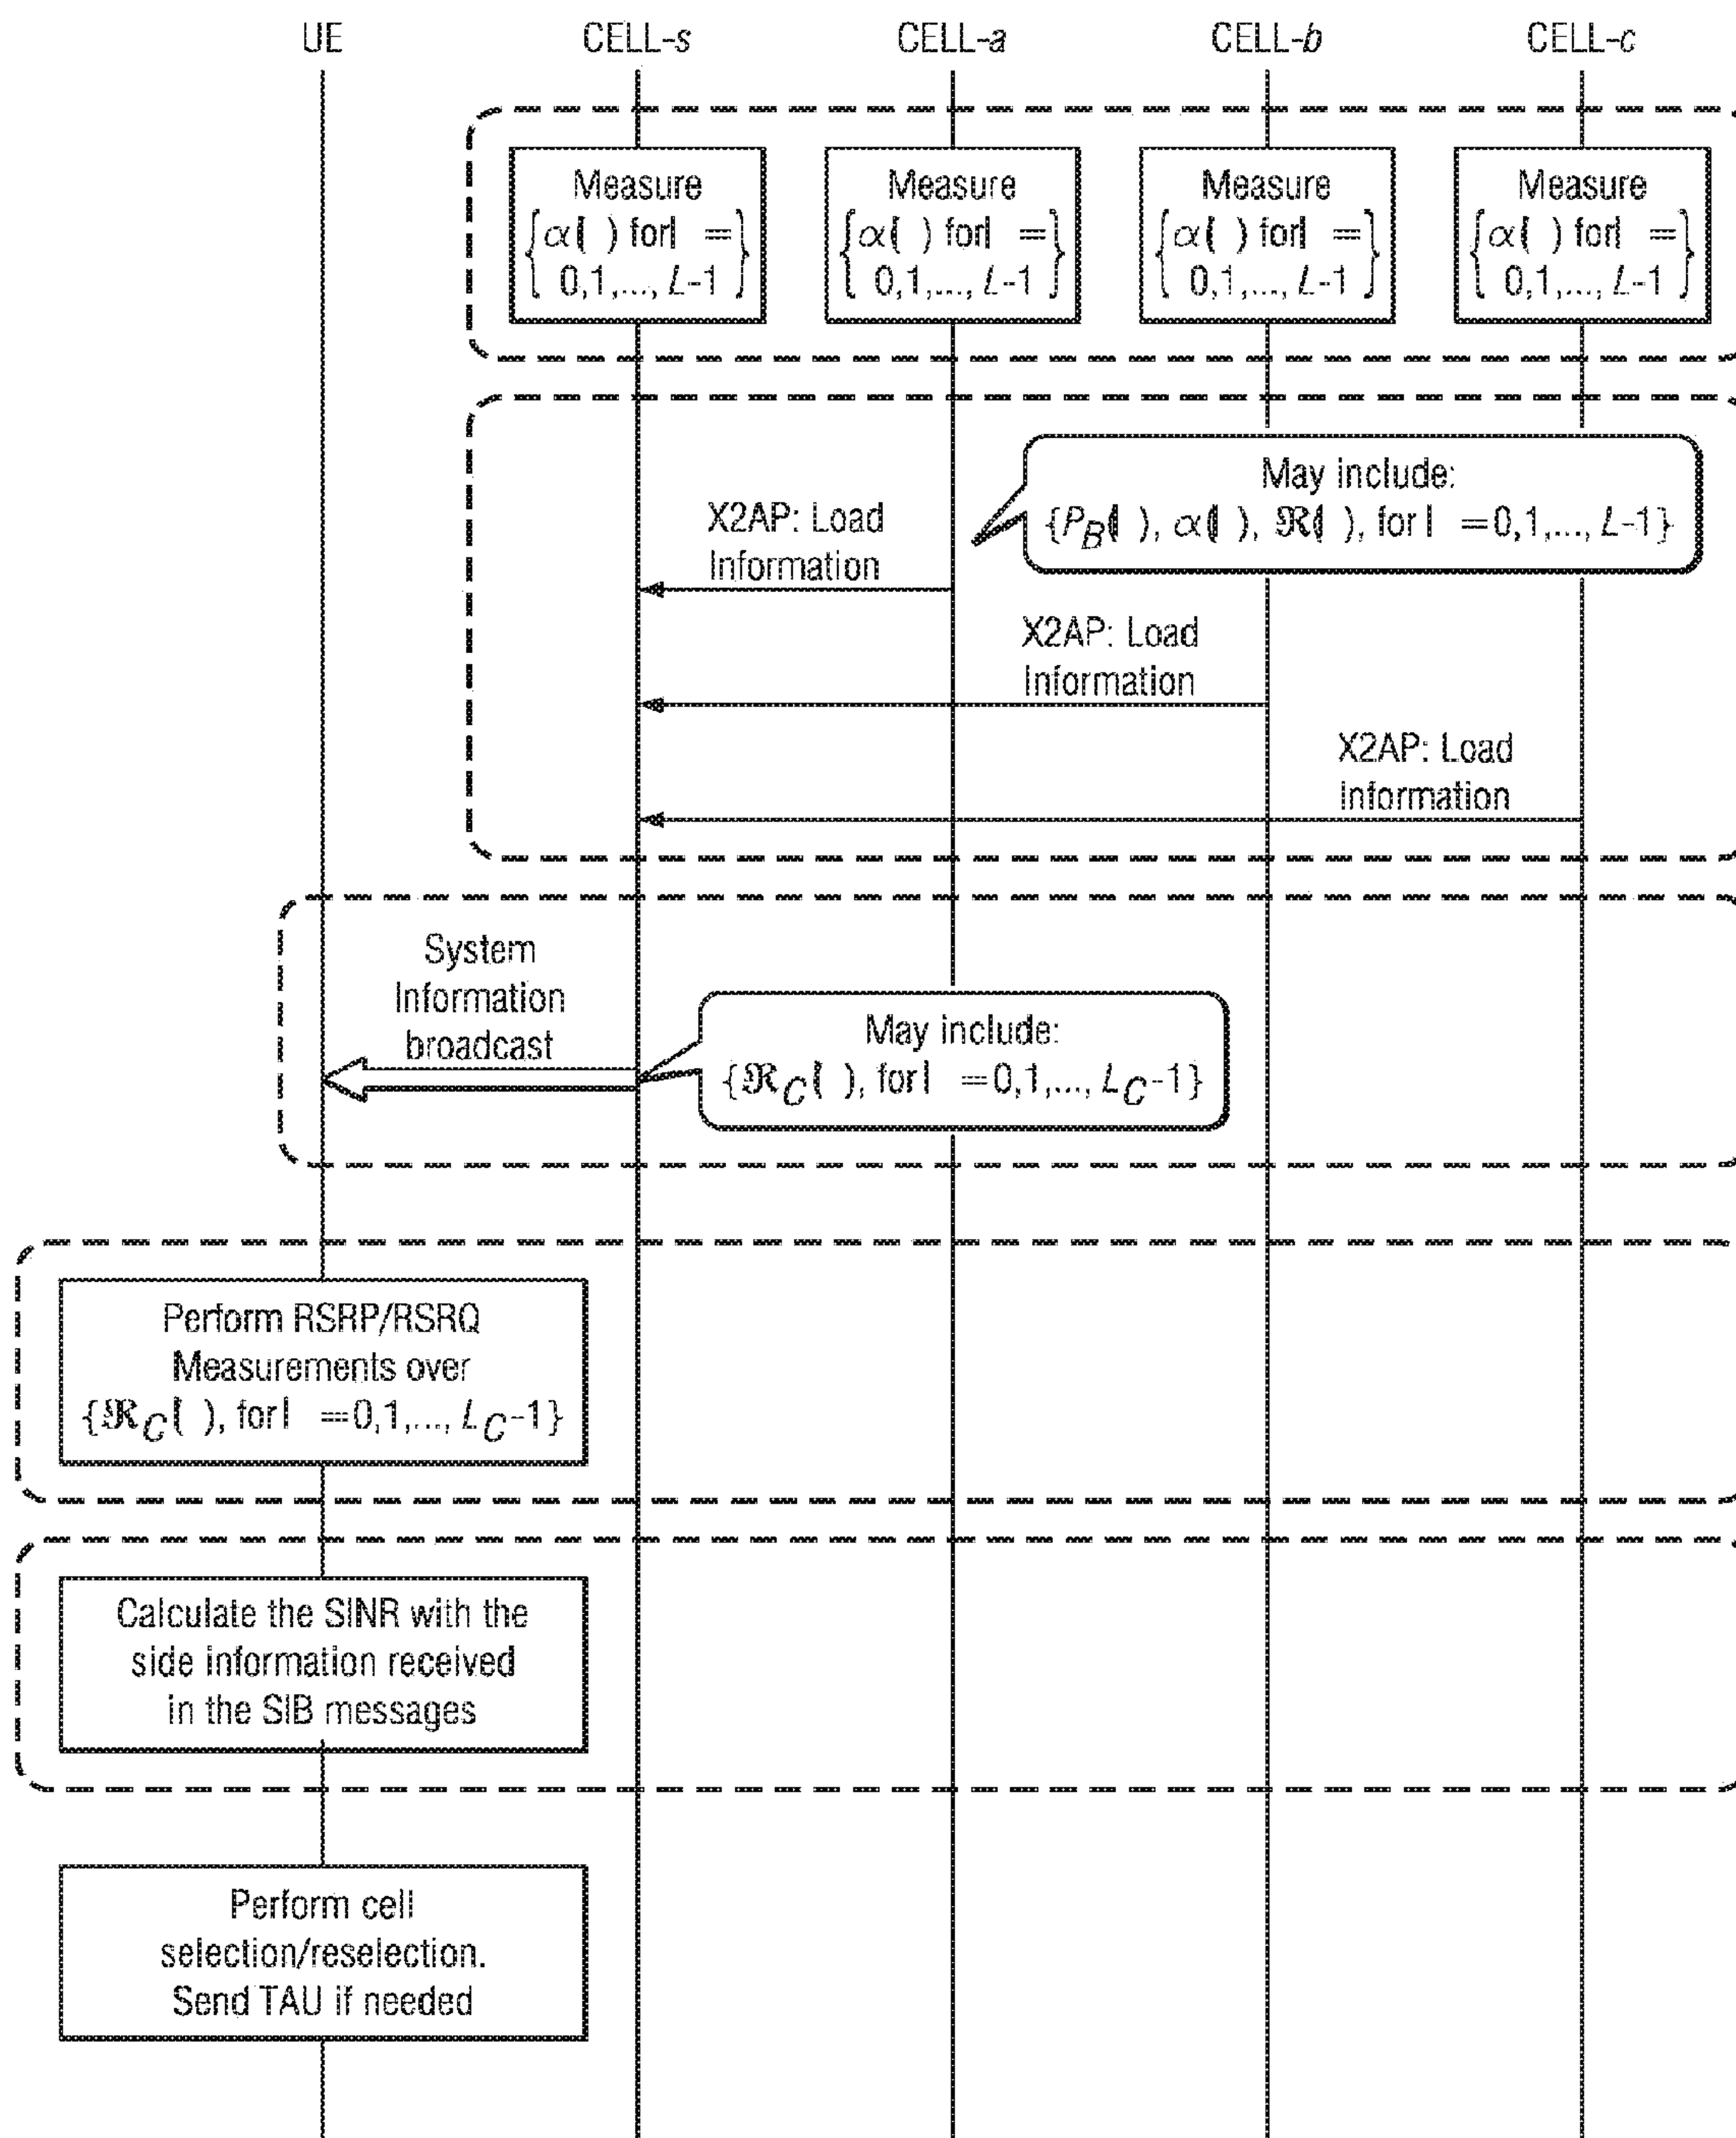 UE
CELL-s
CELL-a
CELL-b
CELL-c
Measure
{α(l ) for l =
0,1,..., L-1}
Measure
{α(l ) for l =
0,1,..., L-1}
Measure
{α(l ) for l =
0,1,..., L-1}
Measure
{α(l ) for l =
0,1,..., L-1}
May include:
{P_B(l ), α(l ), ℜ(l ), for l =0,1,..., L-1}
X2AP: Load
Information
X2AP: Load
Information
X2AP: Load
Information
System
Information
broadcast
May include:
{ℜ_C(l ), for l =0,1,..., L_C-1}
Perform RSRP/RSRQ
Measurements over
{ℜ_C(l ), for l =0,1,..., L_C-1}
Calculate the SINR with the
side information received
in the SIB messages
Perform cell
selection/reselection.
Send TAU if needed